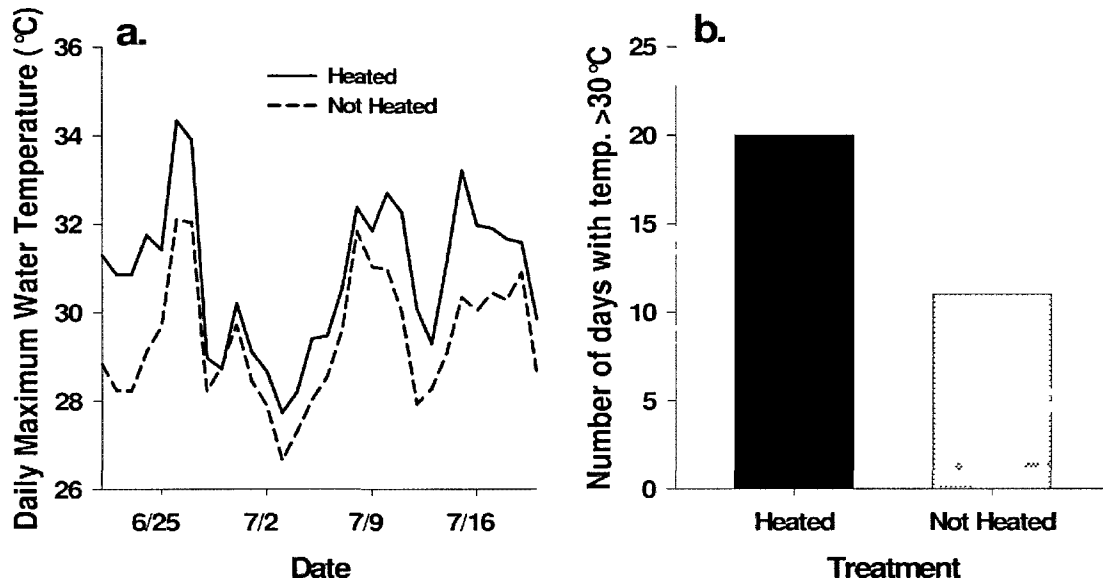 a.
Daily Maximum Water Temperature (°C)
36
34
32
30
28
26
Heated
Not Heated
6/25
7/2
7/9
7/16
Date
b.
Number of days with temp. >30°C
25
20
15
10
5
0
Heated
Not Heated
Treatment